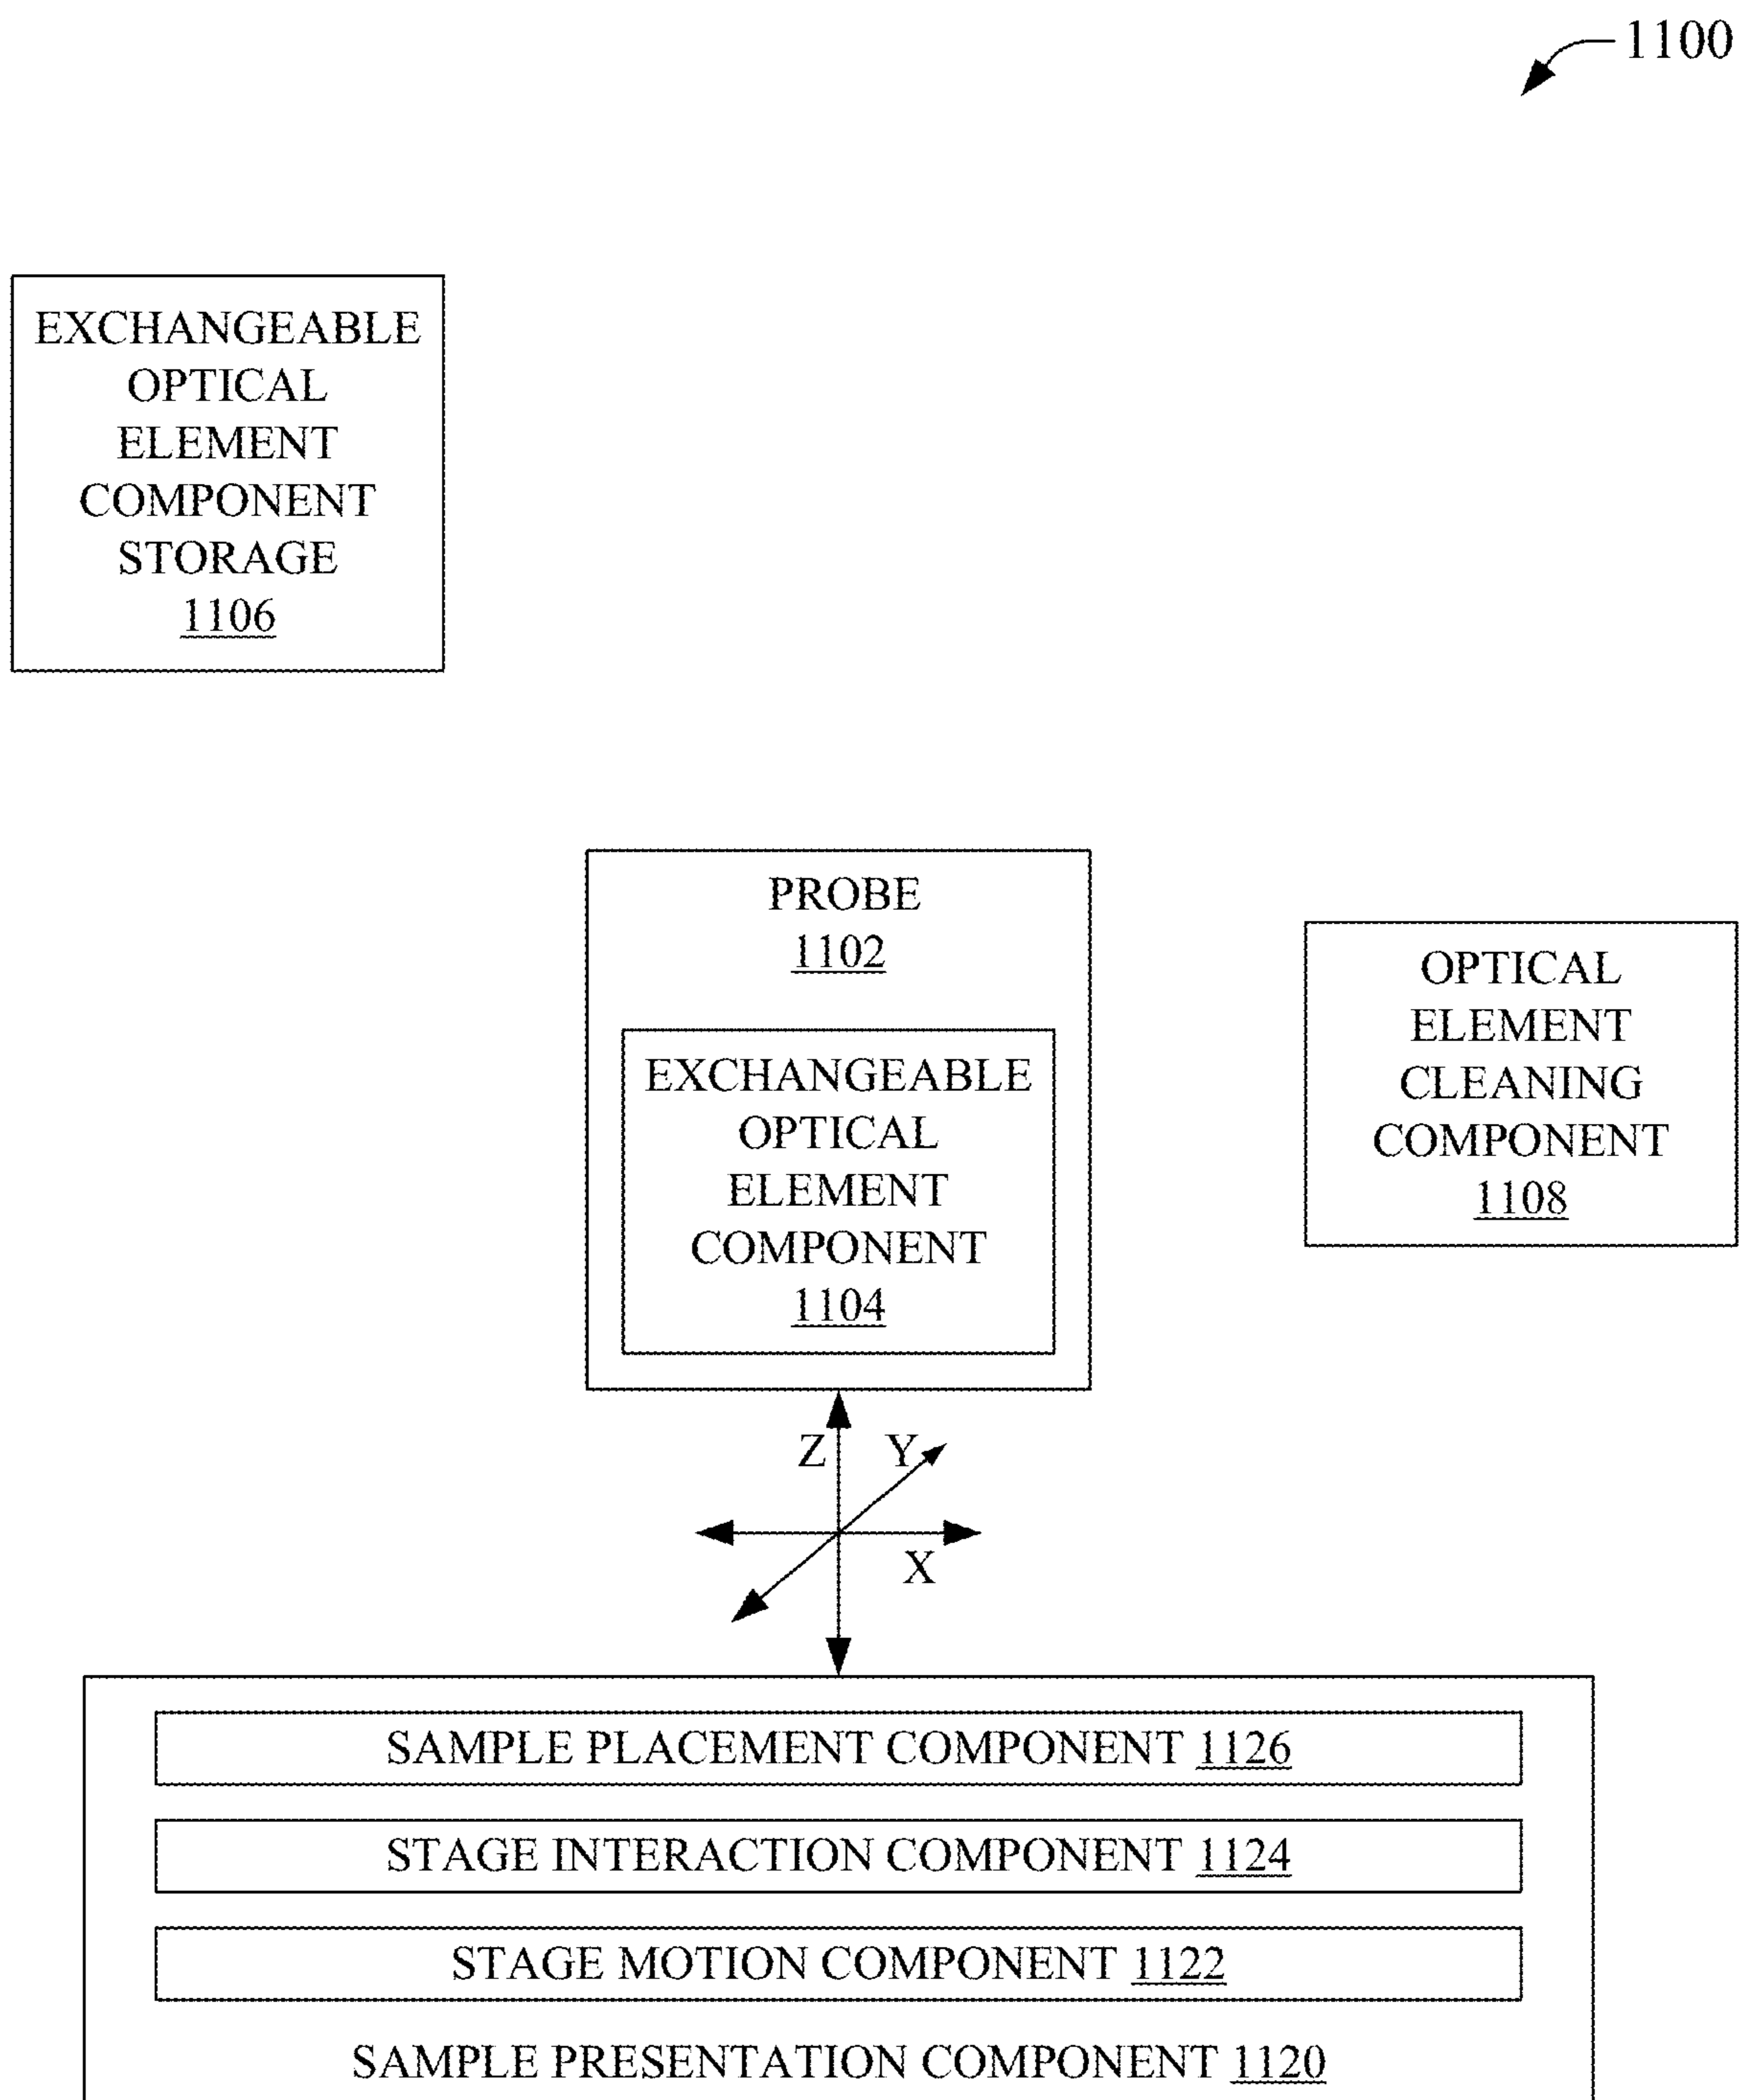 1100
EXCHANGEABLE
OPTICAL
ELEMENT
COMPONENT
STORAGE
1106
PROBE
1102
EXCHANGEABLE
OPTICAL
ELEMENT
COMPONENT
1104
OPTICAL
ELEMENT
CLEANING
COMPONENT
1108
Z Y
X
SAMPLE PLACEMENT COMPONENT 1126
STAGE INTERACTION COMPONENT 1124
STAGE MOTION COMPONENT 1122
SAMPLE PRESENTATION COMPONENT 1120